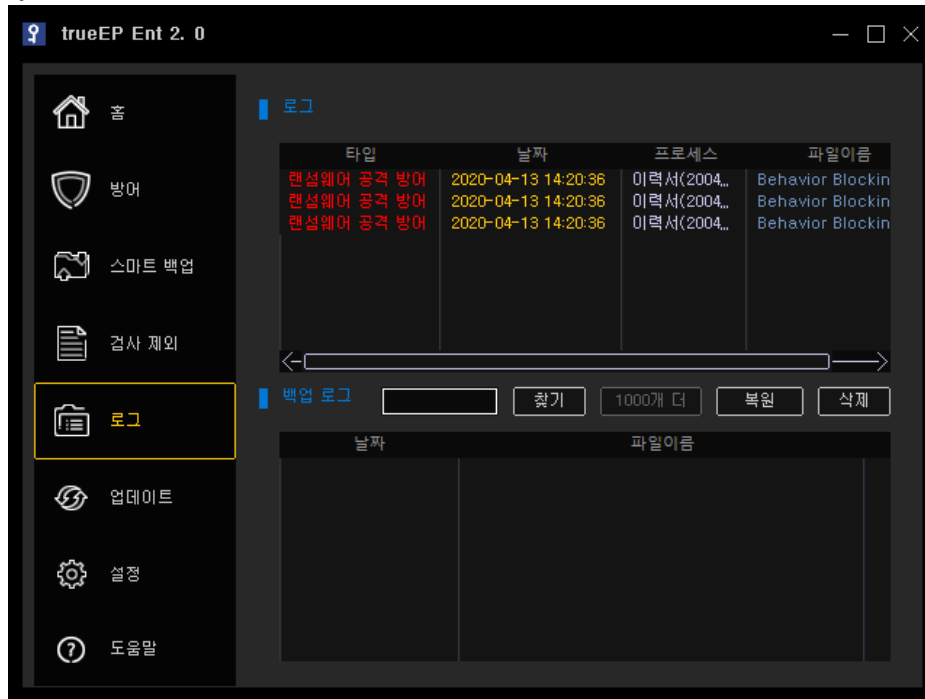 trueEP Ent 2. 0
홈
방어
스마트 백업
검사 제외
로그
업데이트
설정
도움말
로그
타입 날짜 프로세스 파일이름
랜섬웨어 공격 방어 2020-04-13 14:20:36 이력서(2004... Behavior Blockin
랜섬웨어 공격 방어 2020-04-13 14:20:36 이력서(2004... Behavior Blockin
랜섬웨어 공격 방어 2020-04-13 14:20:36 이력서(2004... Behavior Blockin
백업 로그 찾기 1000개 더 복원 삭제
날짜 파일이름